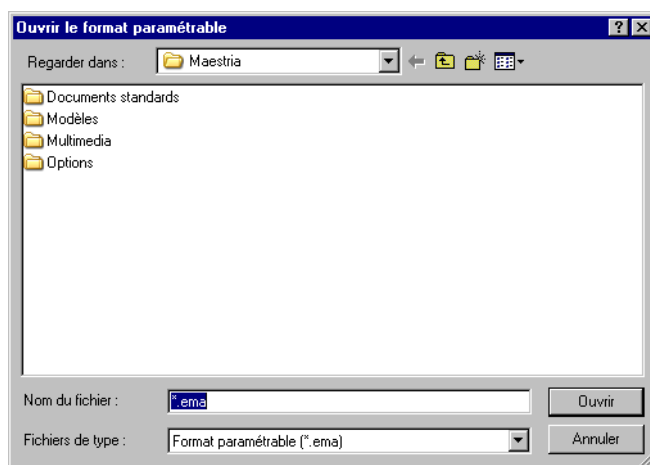 Ouvrir le format paramétrable
Regarder dans :
Maestria
Documents standards
Modèles
Multimedia
Options
Nom du fichier :
*.ema
Ouvrir
Fichiers de type :
Format paramétrable (*.ema)
Annuler